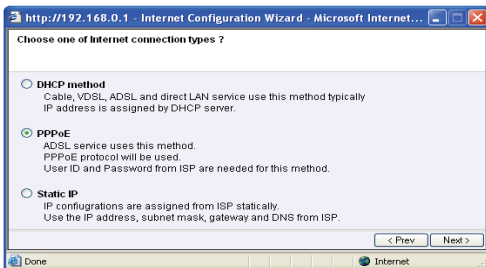 http://192.168.0.1 - Internet Configuration Wizard - Microsoft Internet...
Choose one of Internet connection types ?
DHCP method
Cable, VDSL, ADSL and direct LAN service use this method typically
IP address is assigned by DHCP server.
PPPoE
ADSL service uses this method.
PPPoE protocol will be used.
User ID and Password from ISP are needed for this method.
Static IP
IP confiugrations are assigned from ISP statically.
Use the IP address, subnet mask, gateway and DNS from ISP.
< Prev Next >
Done Internet